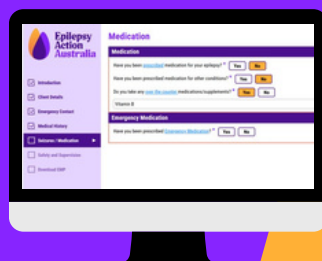 Epilepsy
Action
Australia
Introduction
Client Details
Emergency Contact
Medical History
Seizures / Medication
Safety and Supervision
Download EMP
Medication
Medication
Have you been prescribed medication for your epilepsy? * Yes No
Have you been prescribed medication for other conditions? * Yes No
Do you take any over the counter medications/supplements? * Yes No
Vitamin B
Emergency Medication
Have you been prescribed Emergency Medication? * Yes No